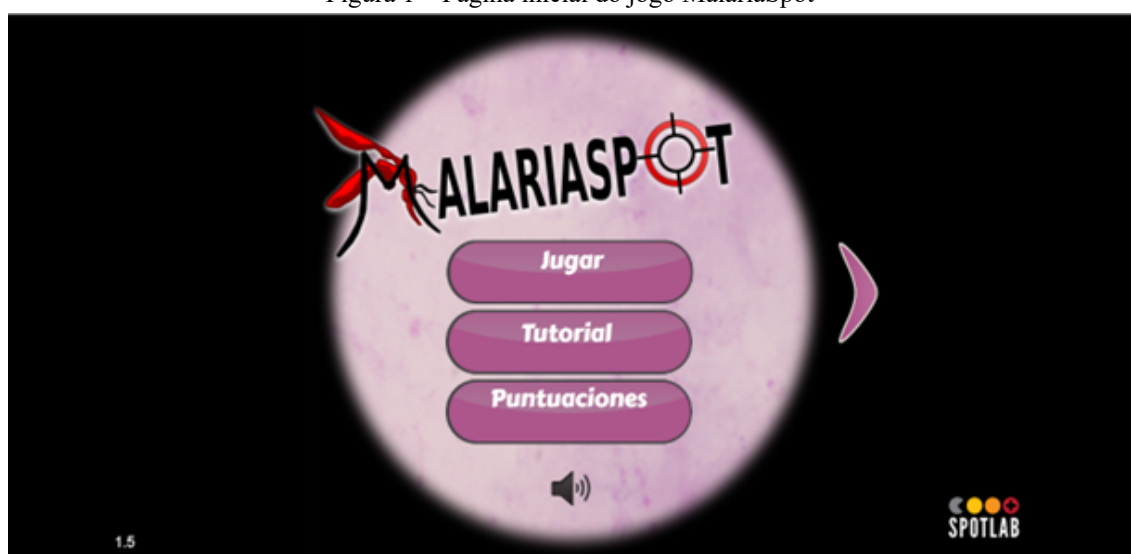 Figura 1 – Página inicial do jogo MalariaSpot
MALARIASPOT
Jugar
Tutorial
Puntuaciones
1.5
SPOTLAB